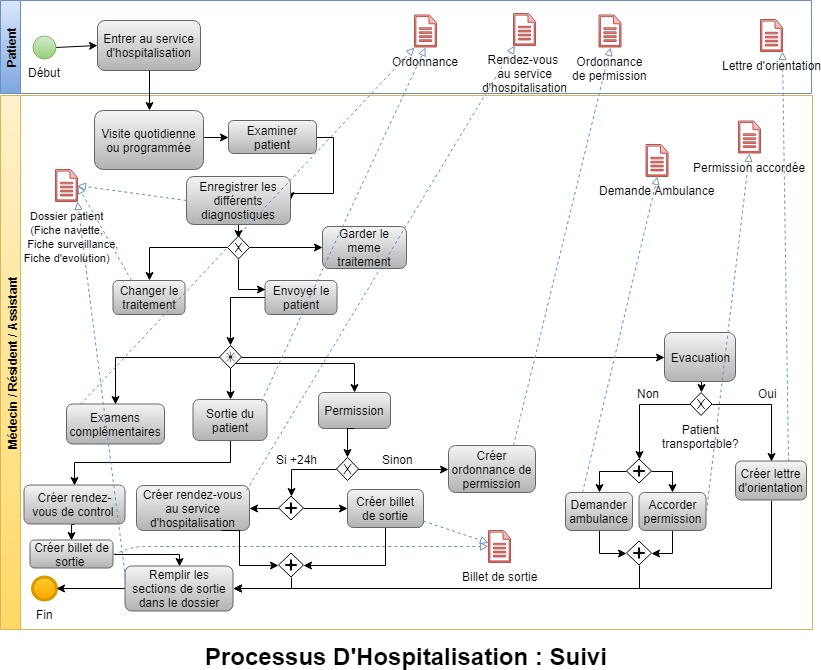 Patient
Entrer au service
d'hospitalisation
Début
Ordonnance
Rendez-vous
au service
d'hospitalisation
Ordonnance
de permission
Lettre d'orientation
Médecin / Résident / Assistant
Visite quotidienne
ou programmée
Examiner
patient
Permission accordée
Demande Ambulance
Enregistrer les
différents
diagnostiques
Dossier patient
(Fiche navette,
Fiche surveillance,
Fiche d'evolution)
Garder le
meme
traitement
Changer le
traitement
Envoyer le
patient
Evacuation
Non
Oui
Patient
transportable?
Examens
complémentaires
Sortie du
patient
Permission
Si +24h
Sinon
Créer
ordonnance de
permission
Créer lettre
d'orientation
Créer rendez-
vous de control
Créer rendez-vous
au service
d'hospitalisation
Créer billet
de sortie
Demander
ambulance
Accorder
permission
Créer billet de
sortie
Billet de sortie
Remplir les
sections de sortie
dans le dossier
Fin
Processus D'Hospitalisation : Suivi